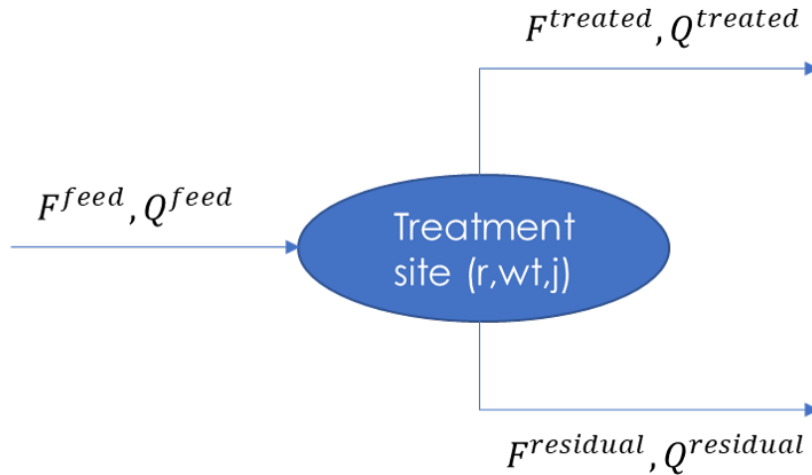 F^{treated}, Q^{treated}
F^{feed}, Q^{feed}
Treatment
site (r,wt,j)
F^{residual}, Q^{residual}